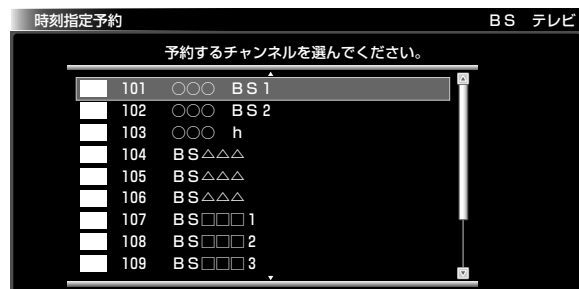 時刻指定予約 BS テレビ
予約するチャンネルを選んでください。
101 ○○○ BS1
102 ○○○ BS2
103 ○○○ h
104 BS△△△
105 BS△△△
106 BS△△△
107 BS□□□1
108 BS□□□2
109 BS□□□3